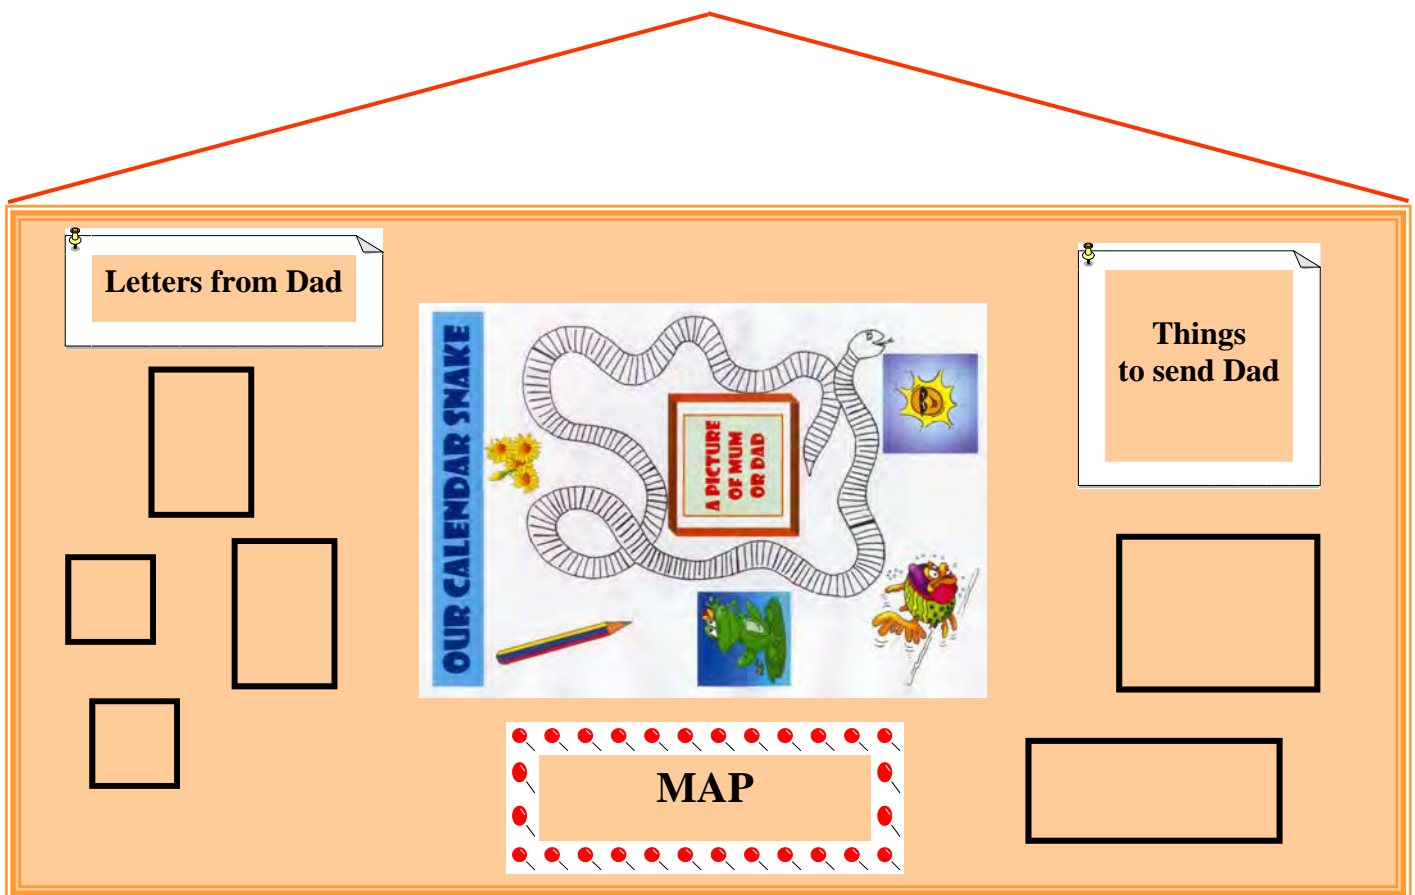 Letters from Dad
OUR CALENDAR SNAKE
A PICTURE
OF MUM
OR DAD
Things
to send Dad
MAP